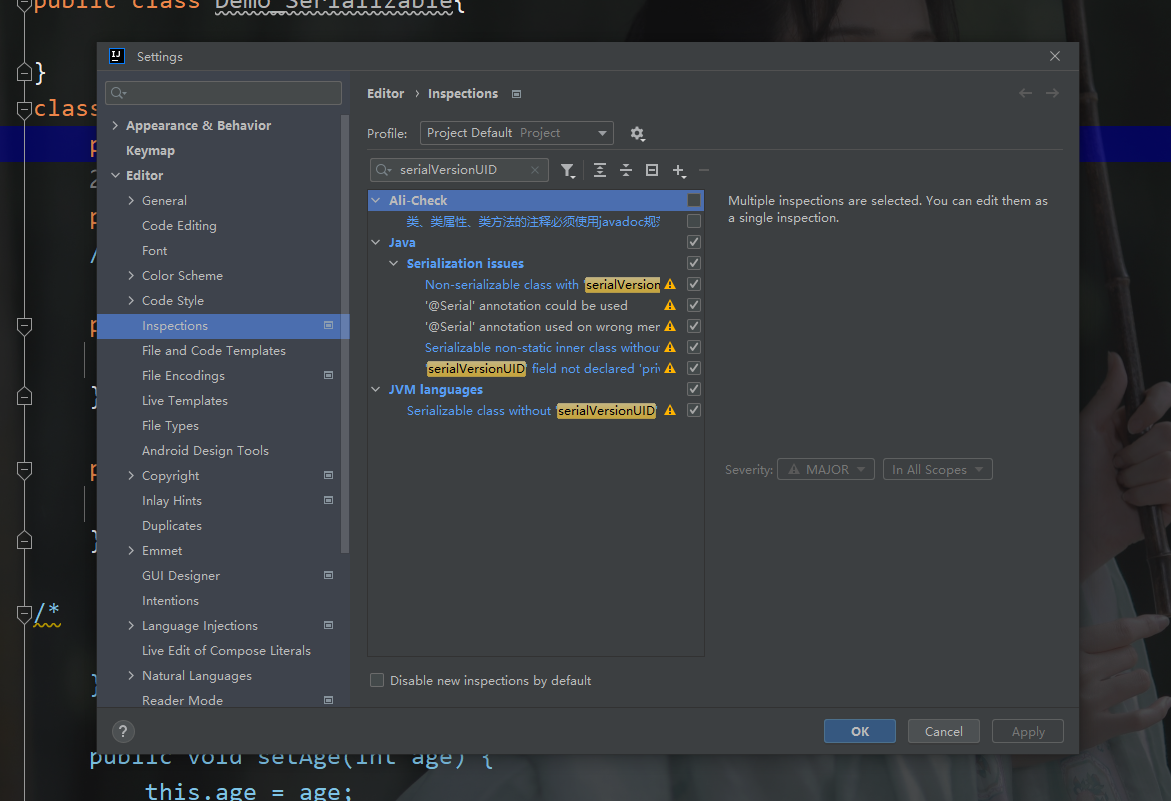 public class Demo_Serializable{
}
class
Settings
Editor › Inspections
Profile: Project Default Project
serialVersionUID
Appearance & Behavior
Keymap
Editor
General
Code Editing
Font
Color Scheme
Code Style
Inspections
File and Code Templates
File Encodings
Live Templates
File Types
Android Design Tools
Copyright
Inlay Hints
Duplicates
Emmet
GUI Designer
Intentions
Language Injections
Live Edit of Compose Literals
Natural Languages
Reader Mode
Ali-Check
类、类属性、类方法的注释必须使用javadoc规
Java
Serialization issues
Non-serializable class with 'serialVersion
'@Serial' annotation could be used
'@Serial' annotation used on wrong mer
Serializable non-static inner class withou
'serialVersionUID' field not declared 'pri
JVM languages
Serializable class without 'serialVersionUID'
Multiple inspections are selected. You can edit them as
a single inspection.
Severity: MAJOR In All Scopes
Disable new inspections by default
? OK Cancel Apply
/*
}
public void setAge(int age) {
this.age = age;